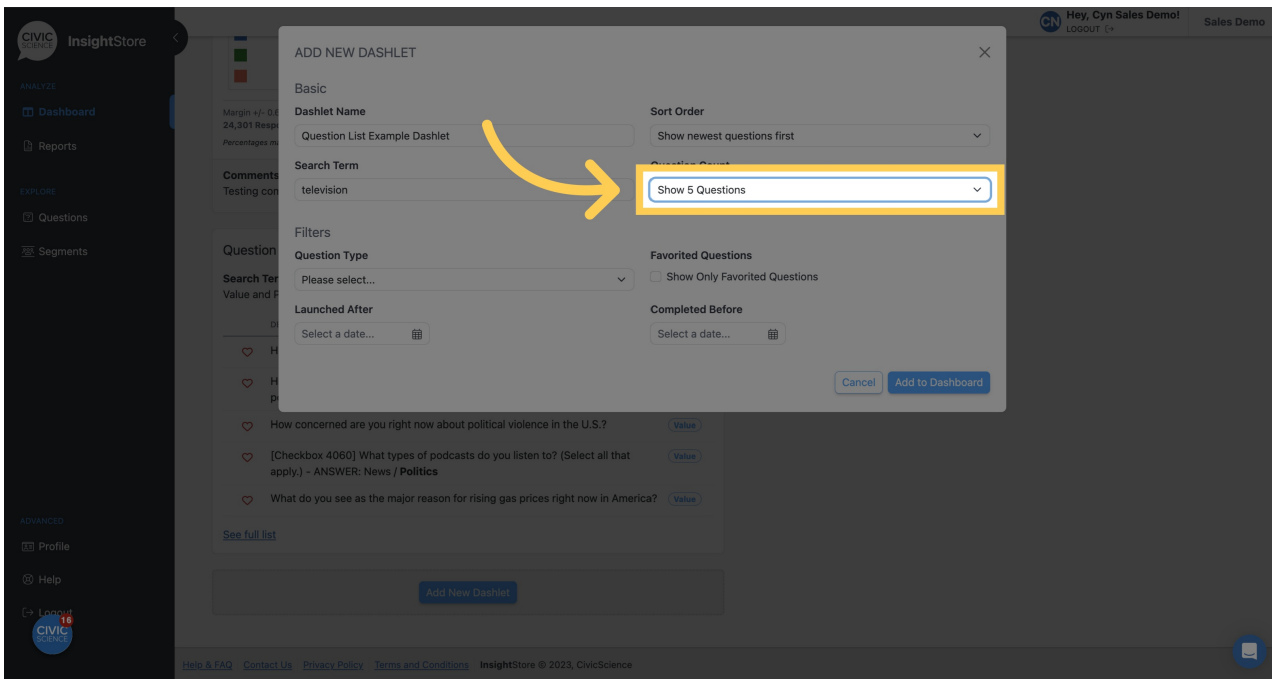 CIVIC
SCIENCE
InsightStore
Hey, Cyn Sales Demo!
CN
LOGOUT
Sales Demo
ANALYZE
Dashboard
Reports
EXPLORE
Questions
Segments
ADVANCED
Profile
Help
Logout
16
CIVIC
SCIENCE
Margin +/- 0.6
24,301 Resp
Percentages m
Comments
Testing con
Question
Search Ter
Value and P
H
H
p
ADD NEW DASHLET
Basic
Dashlet Name
Sort Order
Question List Example Dashlet
Show newest questions first
Search Term
Question Count
television
Show 5 Questions
Filters
Question Type
Favorited Questions
Please select...
Show Only Favorited Questions
Launched After
Completed Before
Select a date...
Select a date...
Cancel
Add to Dashboard
How concerned are you right now about political violence in the U.S.?
Value
[Checkbox 4060] What types of podcasts do you listen to? (Select all that
Value
apply.) – ANSWER: News / Politics
What do you see as the major reason for rising gas prices right now in America?
Value
See full list
Add New Dashlet
Help & FAQ Contact Us Privacy Policy Terms and Conditions InsightStore © 2023, CivicScience